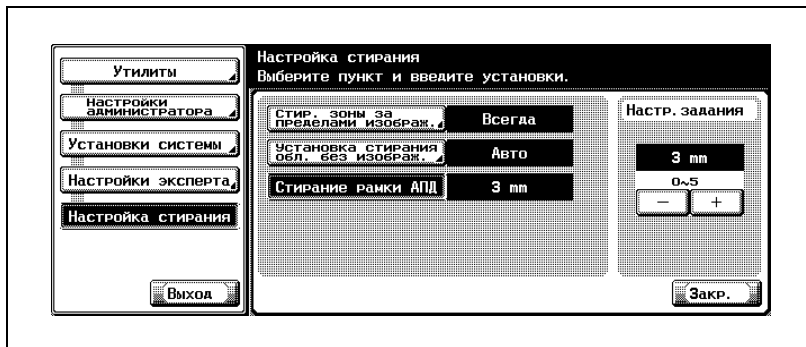 Утилиты
Настройки
администратора
Установки системы
Настройки эксперта
Настройка стирания
Выход
Настройка стирания
Выберите пункт и введите установки.
Стир. зоны за
пределами изображ.
Всегда
Установка стирания
обл. без изображ.
Авто
Стирание рамки АПД
3 mm
Настр. задания
3 mm
0~5
− +
Закр.